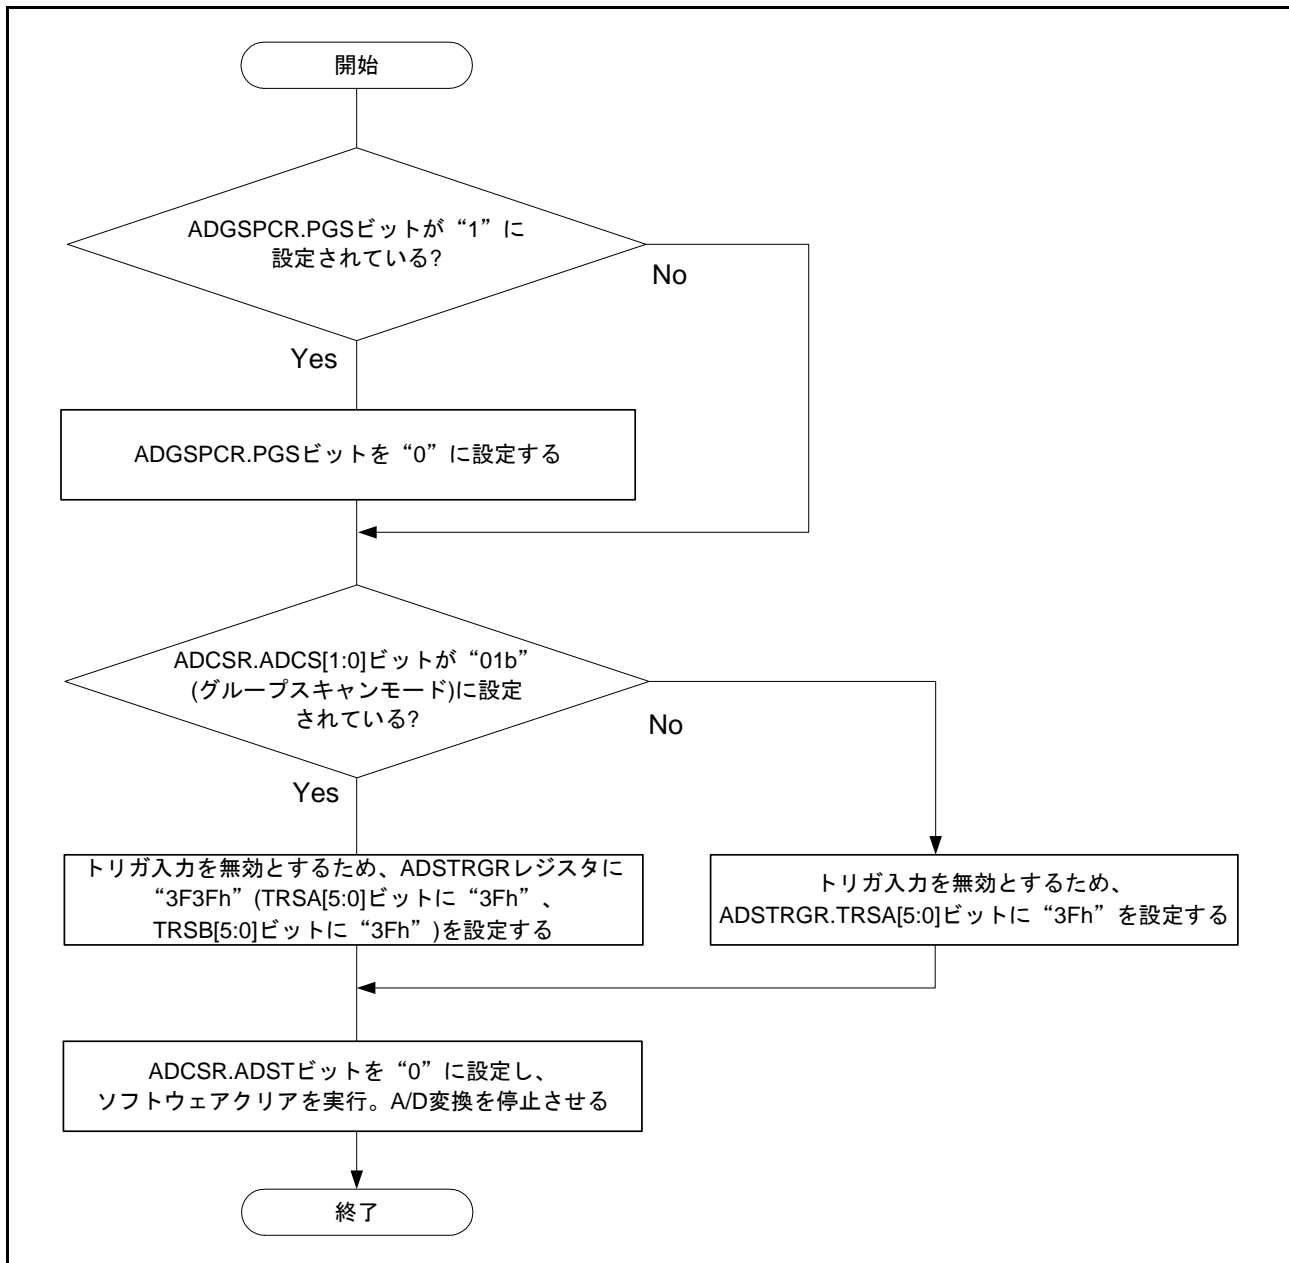 開始
ADGSPCR.PGSビットが“1”に
設定されている?
No
Yes
ADGSPCR.PGSビットを“0”に設定する
ADCSR.ADCS[1:0]ビットが“01b”
(グループスキャンモード)に設定
されている?
No
Yes
トリガ入力を無効とするため、ADSTRGRレジスタに
“3F3Fh”(TRSA[5:0]ビットに“3Fh”、
TRSB[5:0]ビットに“3Fh”)を設定する
トリガ入力を無効とするため、
ADSTRGR.TRSA[5:0]ビットに“3Fh”を設定する
ADCSR.ADSTビットを“0”に設定し、
ソフトウェアクリアを実行。A/D変換を停止させる
終了